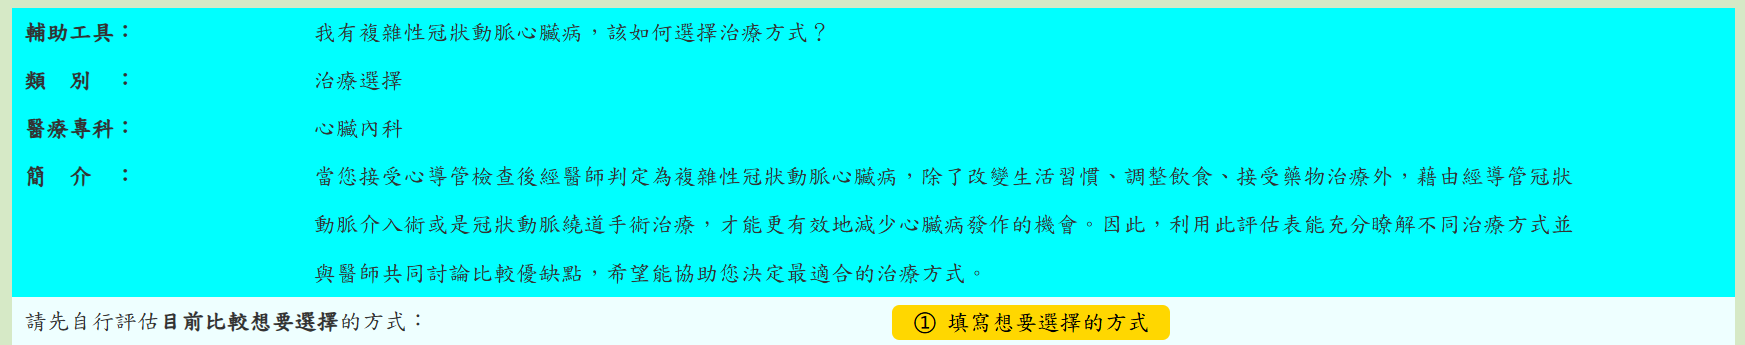 輔助工具： 我有複雜性冠狀動脈心臟病，該如何選擇治療方式？
類 別 ： 治療選擇
醫療專科： 心臟內科
簡 介 ： 當您接受心導管檢查後經醫師判定為複雜性冠狀動脈心臟病，除了改變生活習慣、調整飲食、接受藥物治療外，藉由經導管冠狀
動脈介入術或是冠狀動脈繞道手術治療，才能更有效地減少心臟病發作的機會。因此，利用此評估表能充分瞭解不同治療方式並
與醫師共同討論比較優缺點，希望能協助您決定最適合的治療方式。
請先自行評估目前比較想要選擇的方式： ① 填寫想要選擇的方式